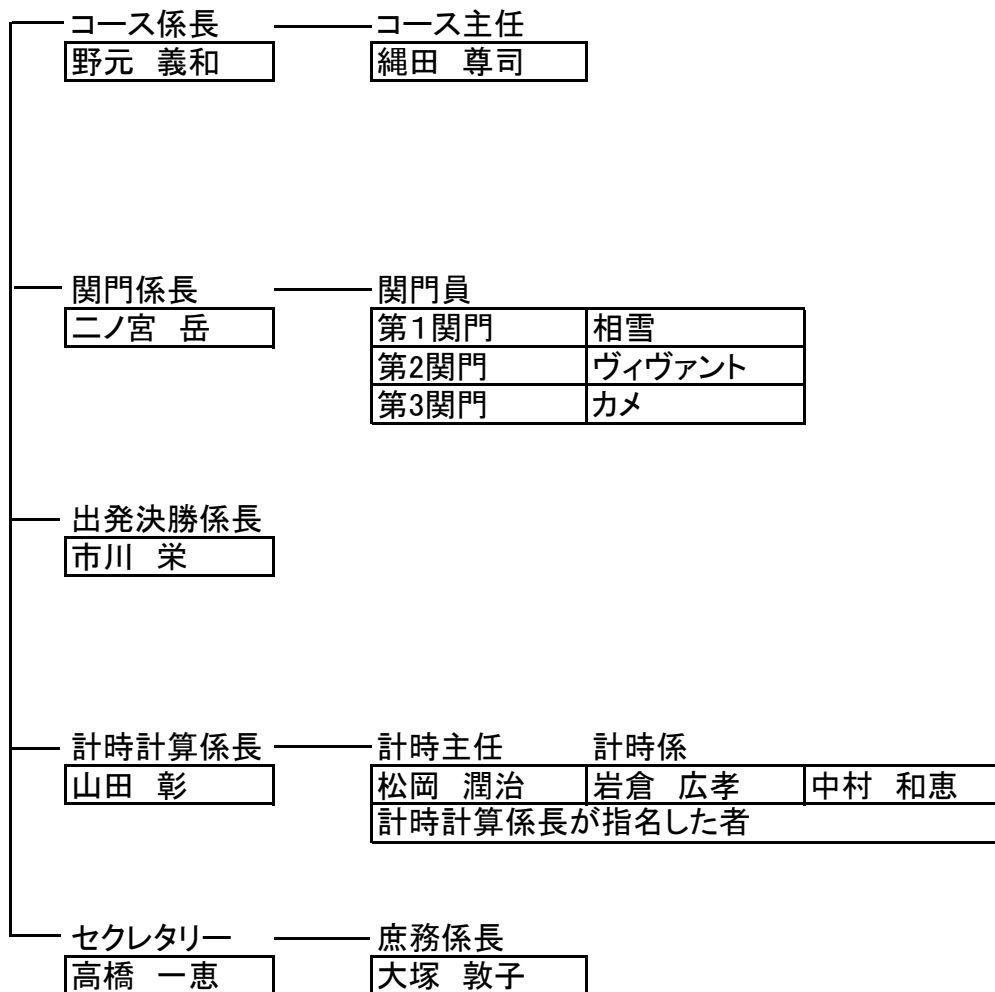 コース係長 コース主任
野元 義和 縄田 尊司
関門係長 関門員
二ノ宮 岳 第１関門 相雪
第2関門 ヴィヴァント
第3関門 カメ
出発決勝係長
市川 栄
計時計算係長 計時主任 計時係
山田 彰 松岡 潤治 岩倉 広孝 中村 和恵
計時計算係長が指名した者
セクレタリー 庶務係長
高橋 一恵 大塚 敦子